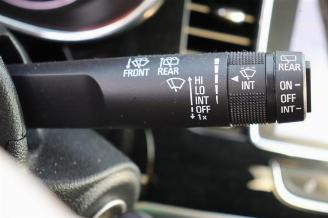 FRONT REAR
HI
LO
INT
OFF
1x
INT
REAR
ON
OFF
INT